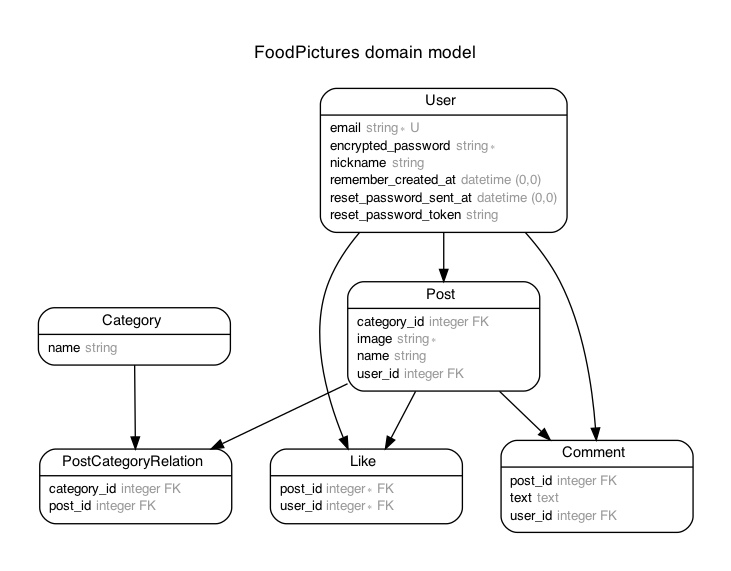 FoodPictures domain model
User
email string* U
encrypted_password string*
nickname string
remember_created_at datetime (0,0)
reset_password_sent_at datetime (0,0)
reset_password_token string
Post
category_id integer FK
image string*
name string
user_id integer FK
Category
name string
PostCategoryRelation
category_id integer FK
post_id integer FK
Like
post_id integer* FK
user_id integer* FK
Comment
post_id integer FK
text text
user_id integer FK